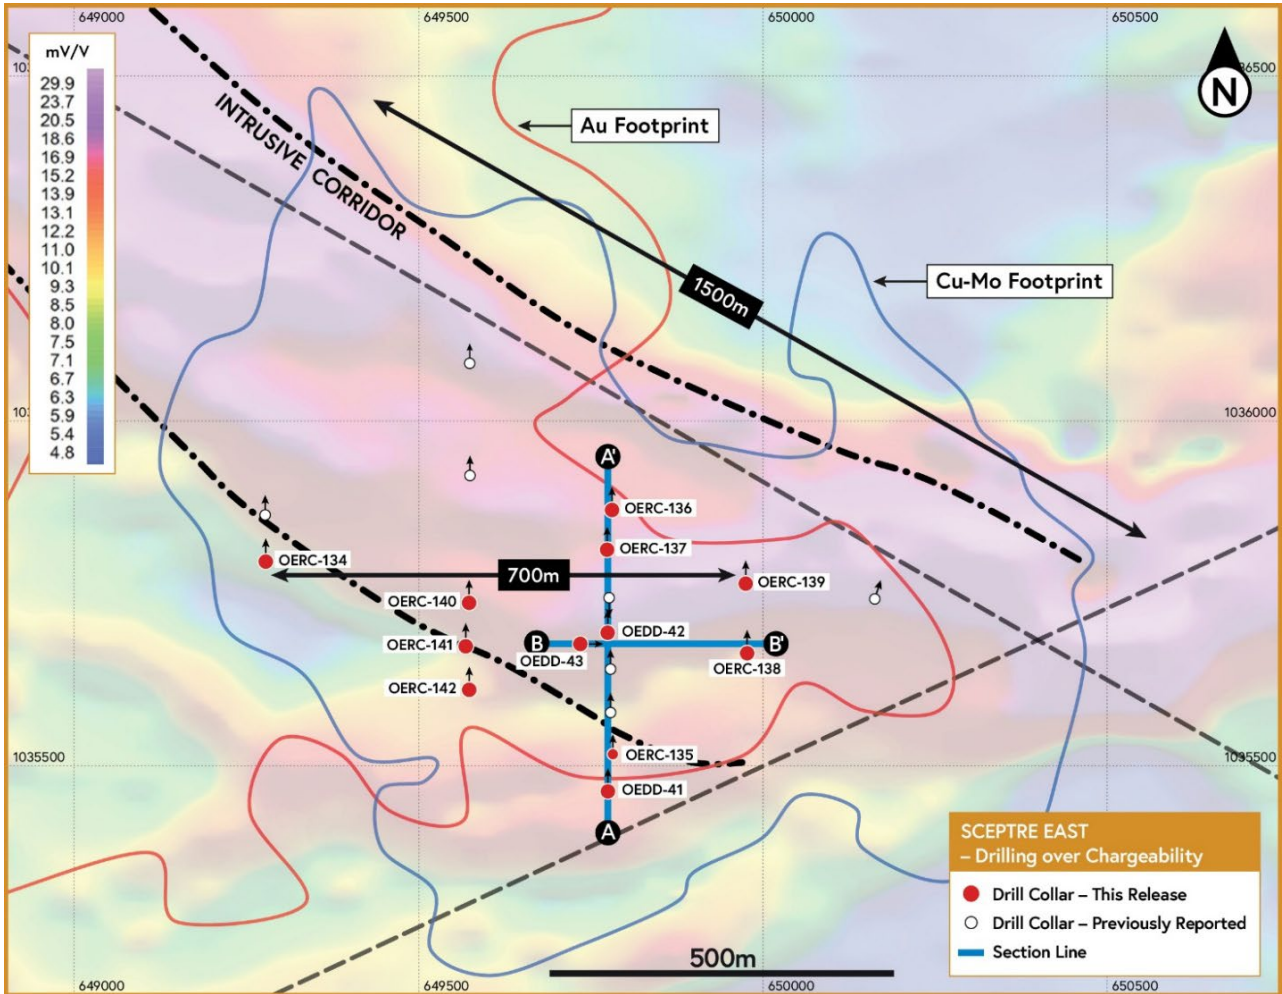 649000
649500
650000
650500
mV/V
29.9
23.7
20.5
18.6
16.9
15.2
13.9
13.1
12.2
11.0
10.1
9.3
8.5
8.0
7.5
7.1
6.7
6.3
5.9
5.4
4.8
N
Au Footprint
INTRUSIVE CORRIDOR
Cu-Mo Footprint
1500m
1036000
A'
OERC-136
OERC-137
OERC-134
700m
OERC-139
OERC-140
OEDD-42
OERC-141
B
B'
OEDD-43
OERC-138
OERC-142
OERC-135
1035500
1035500
OEDD-41
A
SCEPTRE EAST
– Drilling over Chargeability
Drill Collar – This Release
Drill Collar – Previously Reported
Section Line
500m
649000
649500
650000
650500